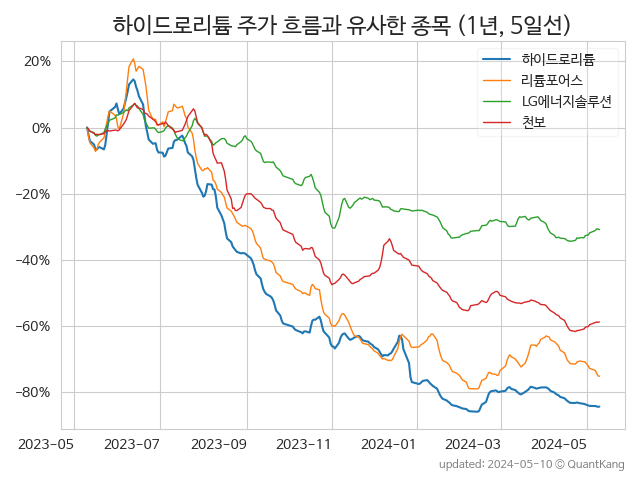 하이드로리튬 주가 흐름과 유사한 종목 (1년, 5일선)
하이드로리튬
리튬포어스
LG에너지솔루션
천보
20%
0%
−20%
−40%
−60%
−80%
2023-05 2023-07 2023-09 2023-11 2024-01 2024-03 2024-05
updated: 2024-05-10 © QuantKang